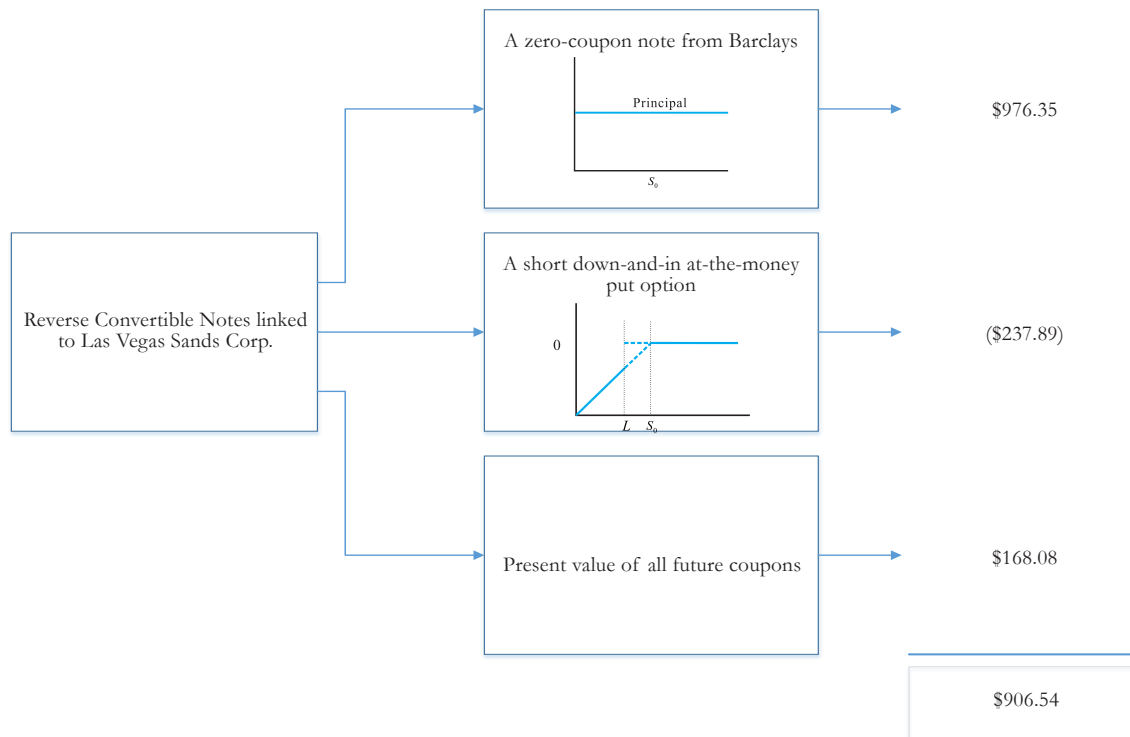 A zero-coupon note from Barclays
Principal
S₀
$976.35
Reverse Convertible Notes linked
to Las Vegas Sands Corp.
A short down-and-in at-the-money
put option
0
L S₀
($237.89)
Present value of all future coupons
$168.08
$906.54